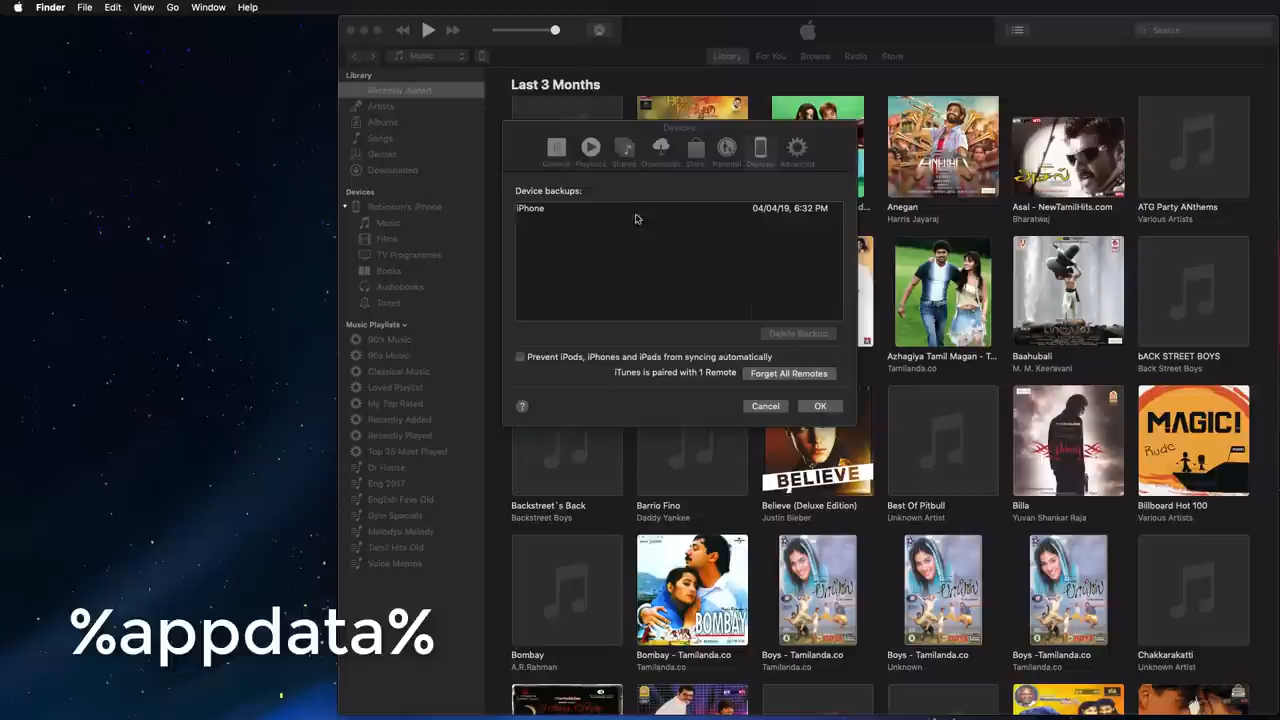 Finder File Edit View Go Window Help
Music
Search
Library For You Browse Radio Store
Library
Recently Added
Artists
Albums
Songs
Genres
Downloaded
Devices
Robinson's iPhone
Music
Films
TV Programmes
Books
Audiobooks
Tones
Music Playlists
90's Music
90s Music
Classical Music
Loved Playlist
My Top Rated
Recently Added
Recently Played
Top 25 Most Played
Dr House
Eng 2017
English Favs Old
Gym Specials
Melodya Melody
Tamil Hits Old
Voice Memos
Last 3 Months
Devices
General Playback Shared Downloads Store Parental Devices Advanced
Device backups:
iPhone 04/04/19, 6:32 PM
Delete Backup
Prevent iPods, iPhones and iPads from syncing automatically
iTunes is paired with 1 Remote Forget All Remotes
? Cancel OK
d... Anegan Asal - NewTamilHits.com ATG Party ANthems
Harris Jayaraj Bharatwaj Various Artists
Azhagiya Tamil Magan - T... Baahubali bACK STREET BOYS
Tamilanda.co M. M. Keeravani Back Street Boys
BELIEVE
MAGIC!
Rude
Backstreet`s Back Barrio Fino Believe (Deluxe Edition) Best Of Pitbull Billa Billboard Hot 100
Backstreet Boys Daddy Yankee Justin Bieber Unknown Artist Yuvan Shankar Raja Various Artists
BOMBAY
Bombay Bombay - Tamilanda.co Boys - Tamilanda.co Boys - Tamilanda.co Boys - Tamilanda.co Chakkarakatti
A.R.Rahman Tamilanda.co Tamilanda.co Unknown Tamilanda.co Unknown Artist
%appdata%